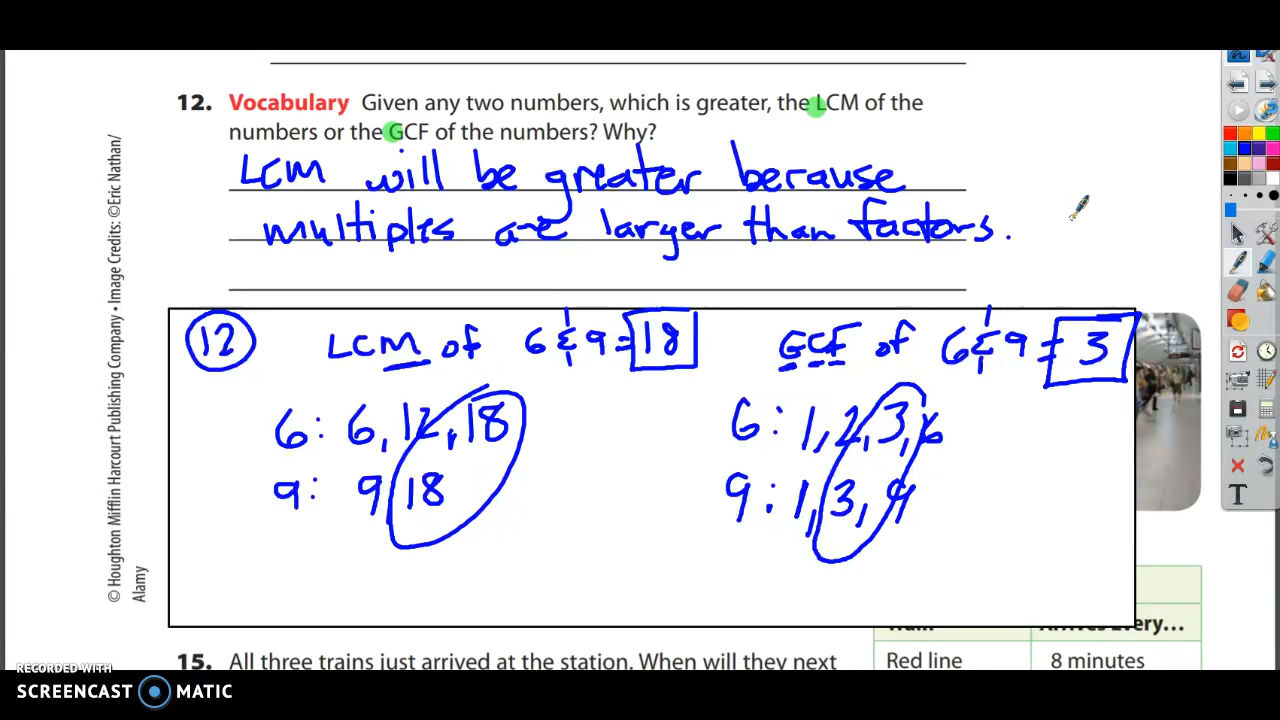 12. Vocabulary Given any two numbers, which is greater, the LCM of the
numbers or the GCF of the numbers? Why?
LCM will be greater because
multiples are larger than factors.
© Houghton Mifflin Harcourt Publishing Company • Image Credits: ©Eric Nathan/
Alamy
12 LCM of 6 & 9 = 18
6: 6, 12, 18
9: 9, 18
GCF of 6 & 9 = 3
6: 1, 2, 3, 6
9: 1, 3, 9
15. All three trains just arrived at the station. When will they next
Train Arrives Every...
Red line 8 minutes
T
RECORDED WITH
SCREENCAST MATIC